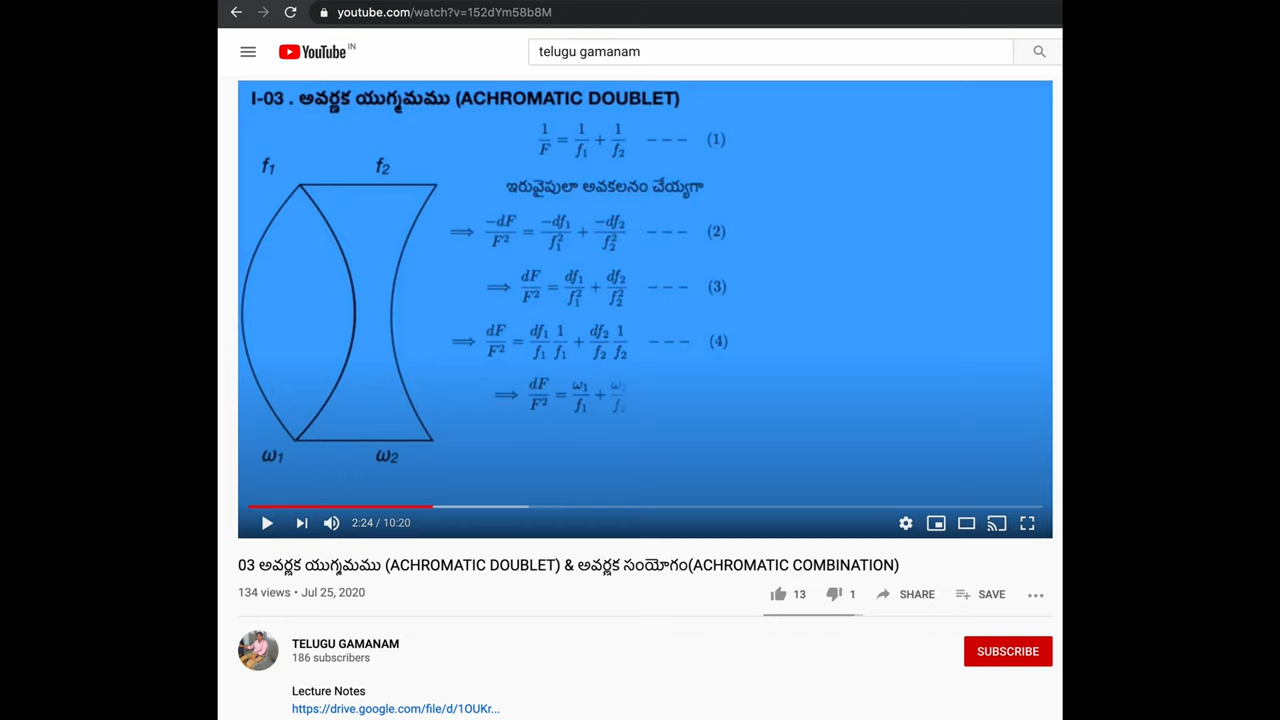 youtube.com/watch?v=152dYm58b8M
YouTube IN
telugu gamanam
I-03 . అవర్ణక యుగ్మమము (ACHROMATIC DOUBLET)
1/F = 1/f₁ + 1/f₂ --- (1)
f₁ f₂
ఇరువైపులా అవకలనం చేయ్యగా
⟹ -dF/F² = -df₁/f₁² + -df₂/f₂² --- (2)
⟹ dF/F² = df₁/f₁² + df₂/f₂² --- (3)
⟹ dF/F² = df₁/f₁ 1/f₁ + df₂/f₂ 1/f₂ --- (4)
⟹ dF/F² = ω₁/f₁ + ω₂/f₂
ω₁ ω₂
2:24 / 10:20
03 అవర్ణక యుగ్మమము (ACHROMATIC DOUBLET) & అవర్ణక సంయోగం(ACHROMATIC COMBINATION)
134 views • Jul 25, 2020
13 1 SHARE SAVE
TELUGU GAMANAM
186 subscribers
SUBSCRIBE
Lecture Notes
https://drive.google.com/file/d/1OUKr...